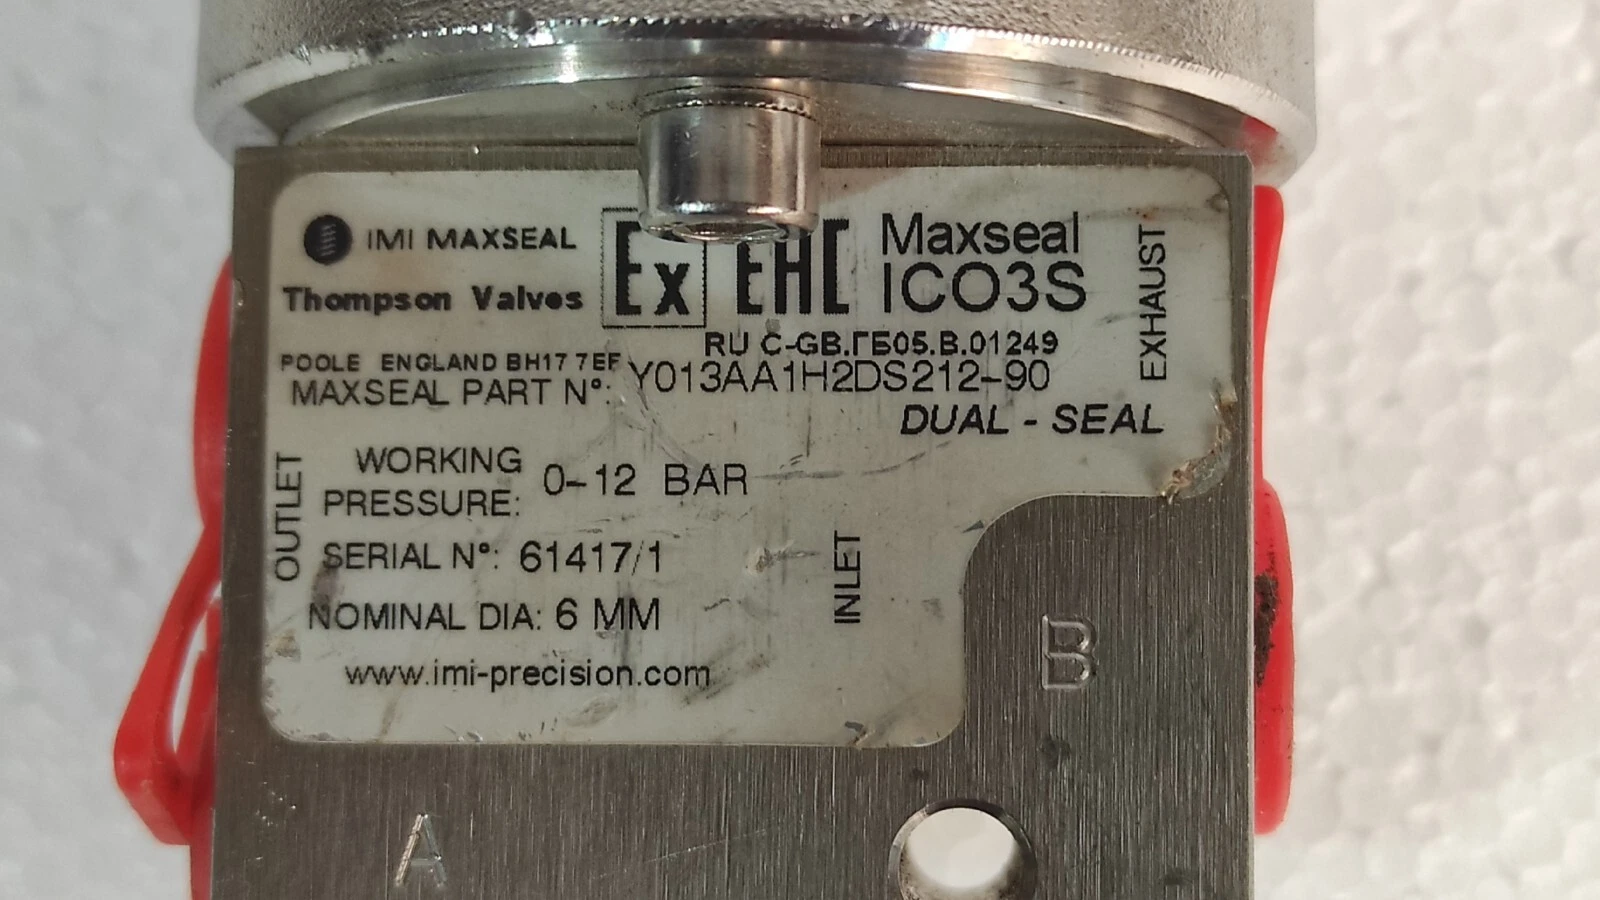 IMI MAXSEAL
Thompson Valves
Ex
EAC
Maxseal
ICO3S
EXHAUST
RU C-GB.ГБ05.В.01249
POOLE ENGLAND BH17 7EE
MAXSEAL PART N°: Y013AA1H2DS212-90
DUAL - SEAL
OUTLET
WORKING
PRESSURE: 0-12 BAR
SERIAL N°: 61417/1
INLET
NOMINAL DIA: 6 MM
www.imi-precision.com
B
A